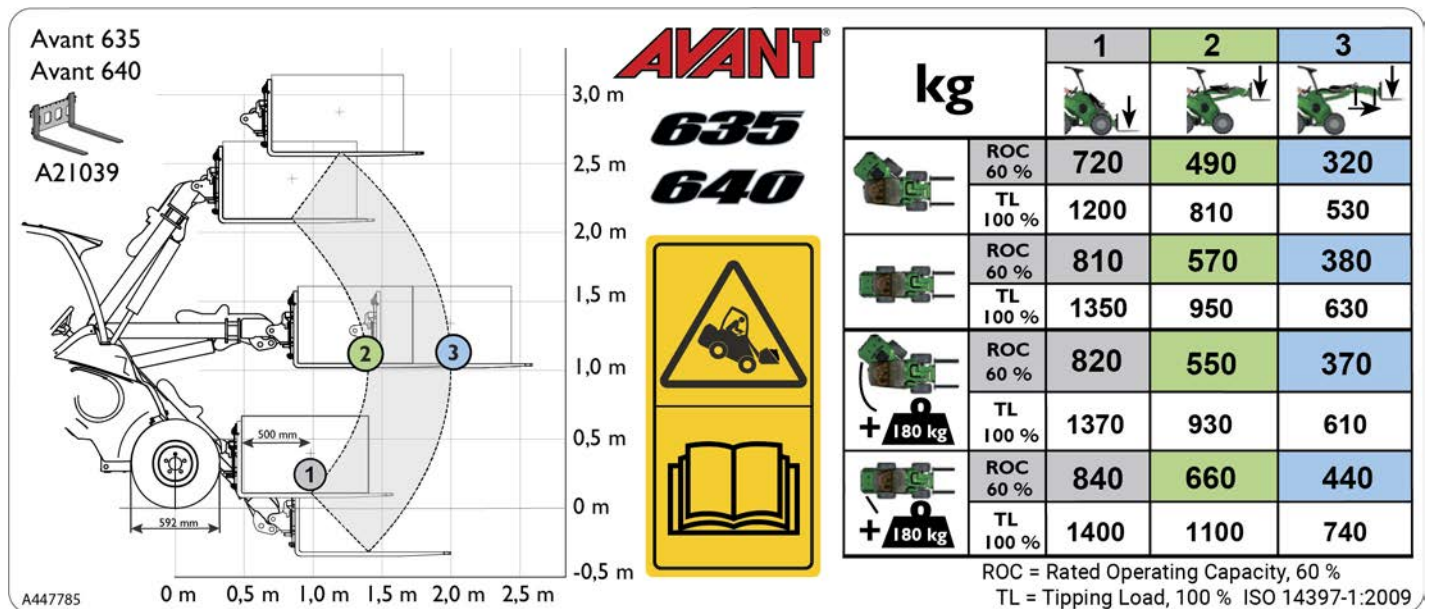 Avant 635
Avant 640
A21039
3,0 m
2,5 m
2,0 m
1,5 m
1,0 m
0,5 m
0 m
-0,5 m
2
3
500 mm
1
592 mm
0 m 0,5 m 1,0 m 1,5 m 2,0 m 2,5 m
A447785
AVANT®
635
640
kg 1 2 3
ROC 60 % 720 490 320
TL 100 % 1200 810 530
ROC 60 % 810 570 380
TL 100 % 1350 950 630
ROC 60 % 820 550 370
+ 180 kg TL 100 % 1370 930 610
ROC 60 % 840 660 440
+ 180 kg TL 100 % 1400 1100 740
ROC = Rated Operating Capacity, 60 %
TL = Tipping Load, 100 % ISO 14397-1:2009